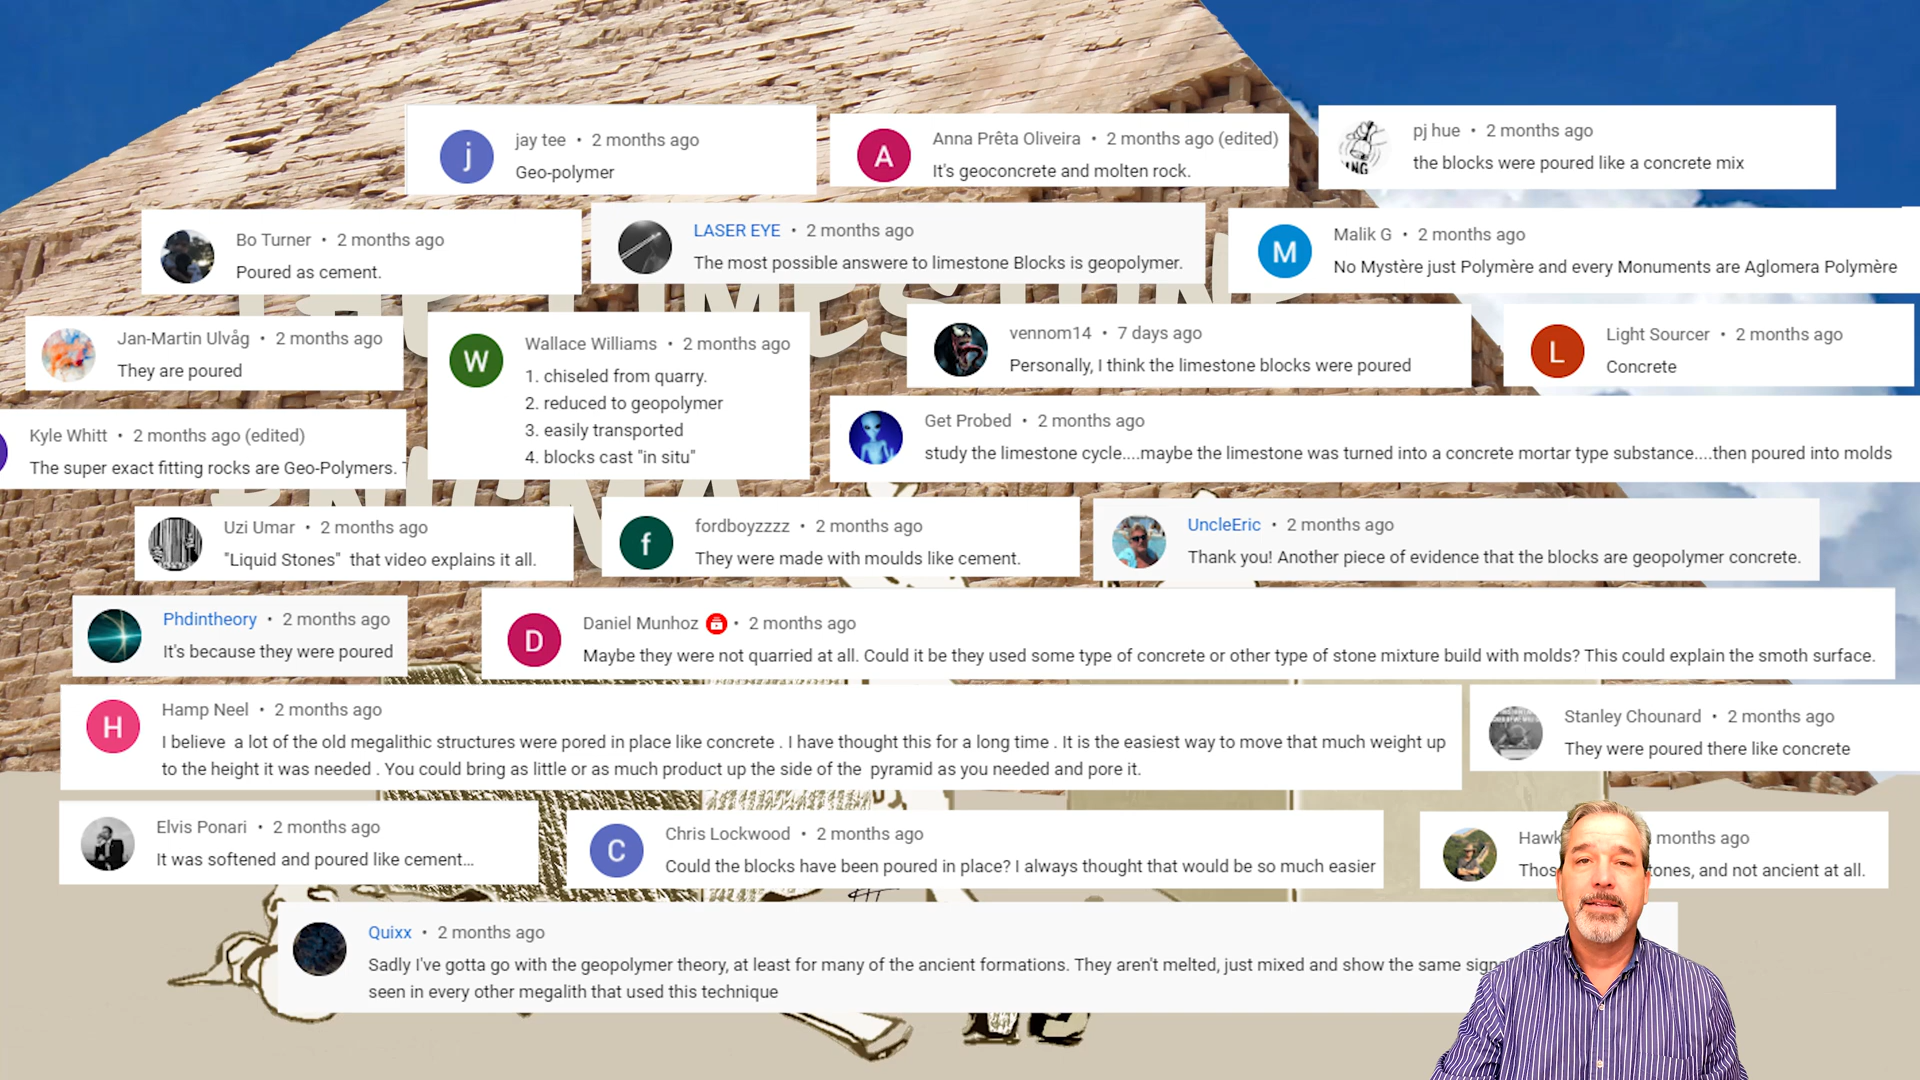 jay tee • 2 months ago
Geo-polymer
Anna Prêta Oliveira • 2 months ago (edited)
It's geoconcrete and molten rock.
pj hue • 2 months ago
the blocks were poured like a concrete mix
Bo Turner • 2 months ago
Poured as cement.
LASER EYE • 2 months ago
The most possible answere to limestone Blocks is geopolymer.
Malik G • 2 months ago
No Mystère just Polymère and every Monuments are Aglomera Polymère
Jan-Martin Ulvåg • 2 months ago
They are poured
Wallace Williams • 2 months ago
1. chiseled from quarry.
2. reduced to geopolymer
3. easily transported
4. blocks cast "in situ"
vennom14 • 7 days ago
Personally, I think the limestone blocks were poured
Light Sourcer • 2 months ago
Concrete
Kyle Whitt • 2 months ago (edited)
The super exact fitting rocks are Geo-Polymers.
Get Probed • 2 months ago
study the limestone cycle....maybe the limestone was turned into a concrete mortar type substance....then poured into molds
Uzi Umar • 2 months ago
"Liquid Stones" that video explains it all.
fordboyzzzz • 2 months ago
They were made with moulds like cement.
UncleEric • 2 months ago
Thank you! Another piece of evidence that the blocks are geopolymer concrete.
Phdintheory • 2 months ago
It's because they were poured
Daniel Munhoz • 2 months ago
Maybe they were not quarried at all. Could it be they used some type of concrete or other type of stone mixture build with molds? This could explain the smoth surface.
Hamp Neel • 2 months ago
I believe a lot of the old megalithic structures were pored in place like concrete . I have thought this for a long time . It is the easiest way to move that much weight up
to the height it was needed . You could bring as little or as much product up the side of the pyramid as you needed and pore it.
Stanley Chounard • 2 months ago
They were poured there like concrete
Elvis Ponari • 2 months ago
It was softened and poured like cement...
Chris Lockwood • 2 months ago
Could the blocks have been poured in place? I always thought that would be so much easier
months ago
and not ancient at all.
Quixx • 2 months ago
Sadly I've gotta go with the geopolymer theory, at least for many of the ancient formations. They aren't melted, just mixed and show the same
seen in every other megalith that used this technique